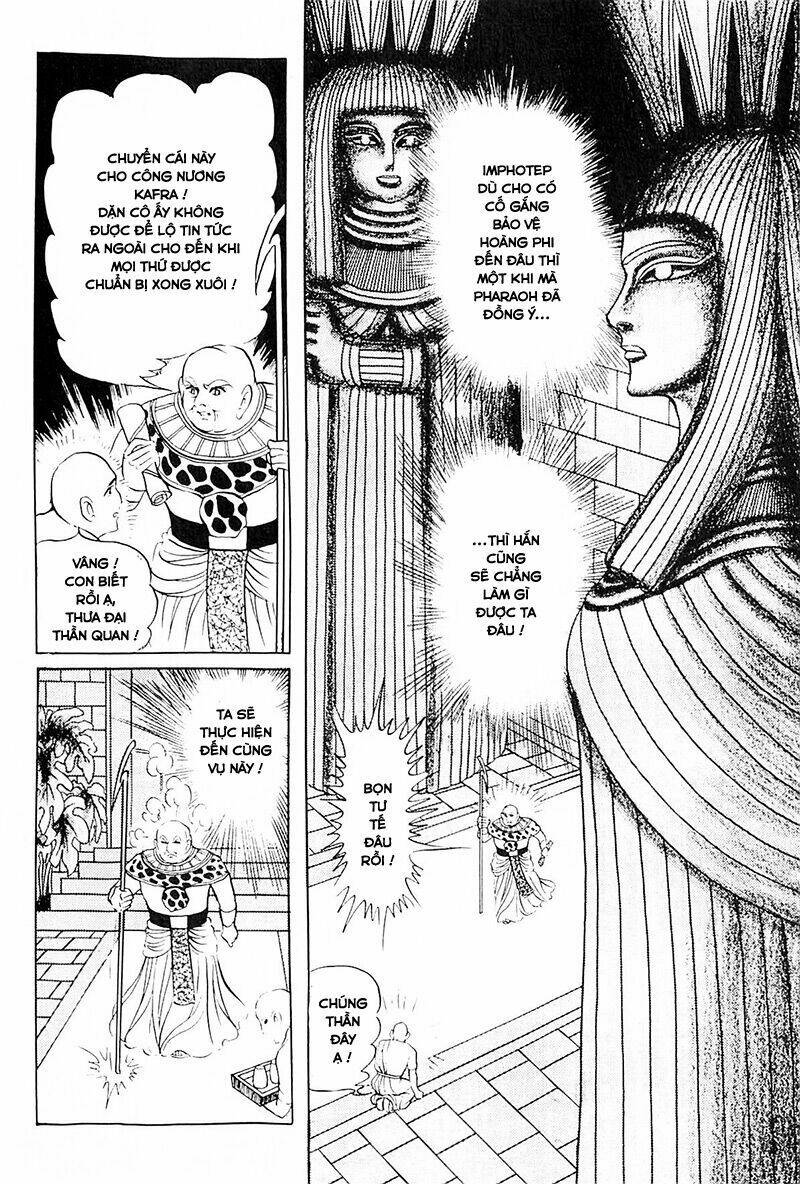 IMPHOTEP
DÙ CHO CÓ
CỐ GẮNG
BẢO VỆ
HOÀNG PHI
ĐẾN ĐÂU THÌ
MỘT KHI MÀ
PHARAOH ĐÃ
ĐỒNG Ý...
...THÌ HẮN
CŨNG
SẼ CHẲNG
LÀM GÌ
ĐƯỢC TA
ĐÂU !
BỌN
TƯ
TẾ
ĐÂU
RỒI !
CHÚNG
THẦN
ĐÂY
Ạ !
CHUYỂN CÁI NÀY
CHO CÔNG NƯƠNG
KAFRA !
DẶN CÔ ẤY KHÔNG
ĐƯỢC ĐỂ LỘ TIN TỨC
RA NGOÀI CHO ĐẾN KHI
MỌI THỨ ĐƯỢC
CHUẨN BỊ XONG XUÔI !
VÂNG !
CON BIẾT
RỒI Ạ,
THƯA ĐẠI
THẦN QUAN !
TA SẼ
THỰC HIỆN
ĐẾN CÙNG
VỤ NÀY !